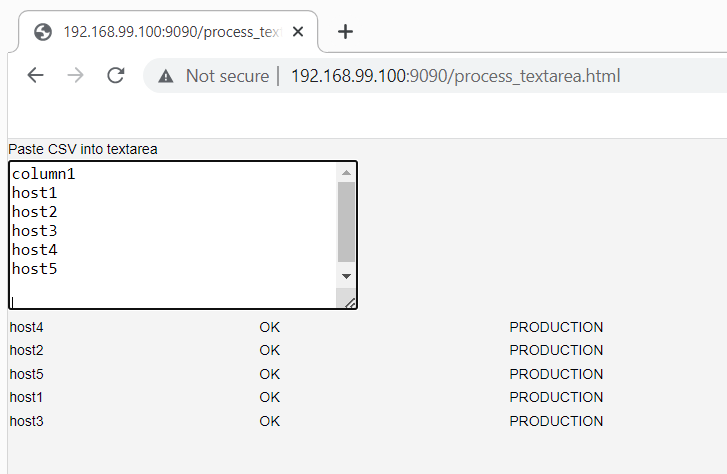 192.168.99.100:9090/process_tex
Not secure | 192.168.99.100:9090/process_textarea.html
Paste CSV into textarea
column1
host1
host2
host3
host4
host5
host4 OK PRODUCTION
host2 OK PRODUCTION
host5 OK PRODUCTION
host1 OK PRODUCTION
host3 OK PRODUCTION